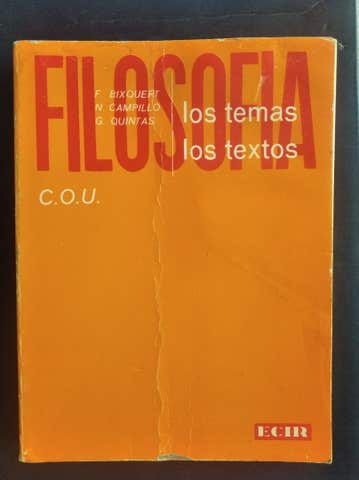 FILOSOFIA
F. BIXQUERT
N. CAMPILLO
G. QUINTAS
los temas
los textos
C.O.U.
ECIR